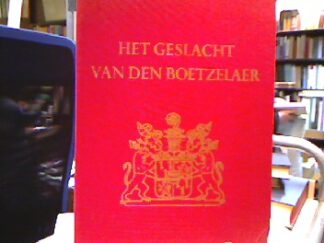 HET GESLACHT
VAN DEN BOETZELAER